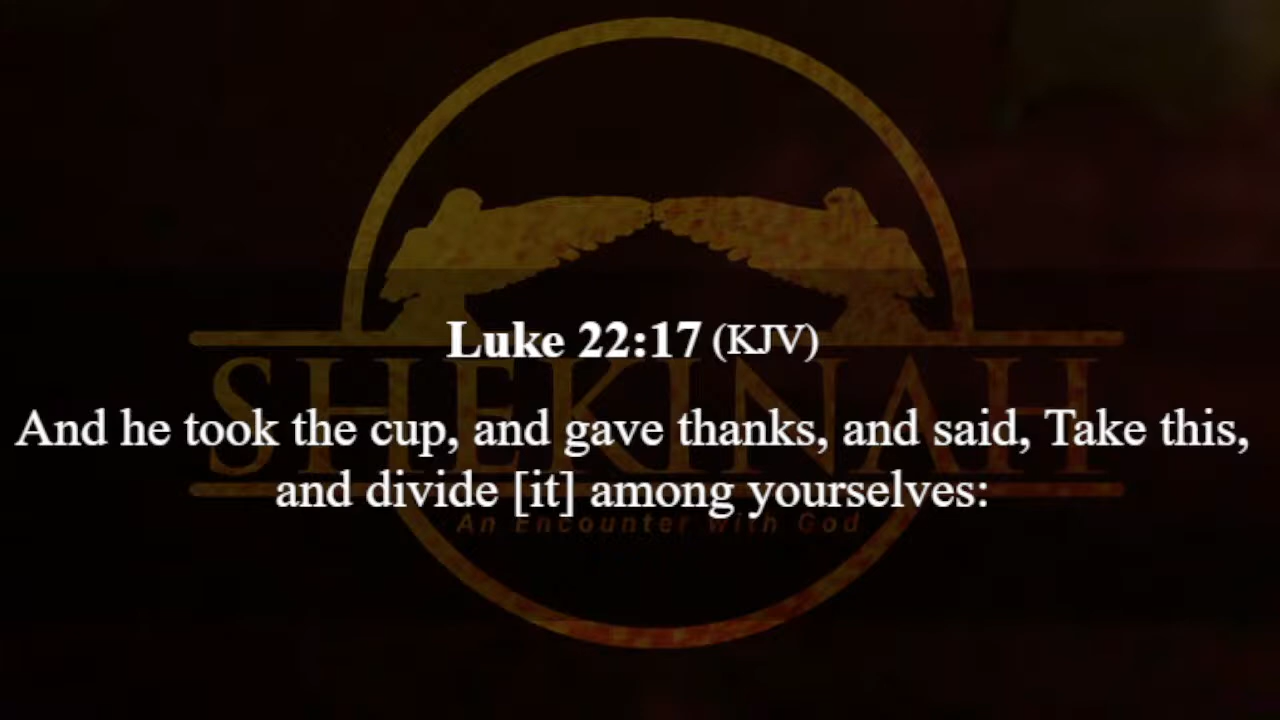 Luke 22:17 (KJV)
SHEKINAH
And he took the cup, and gave thanks, and said, Take this,
and divide [it] among yourselves:
An Encounter With God